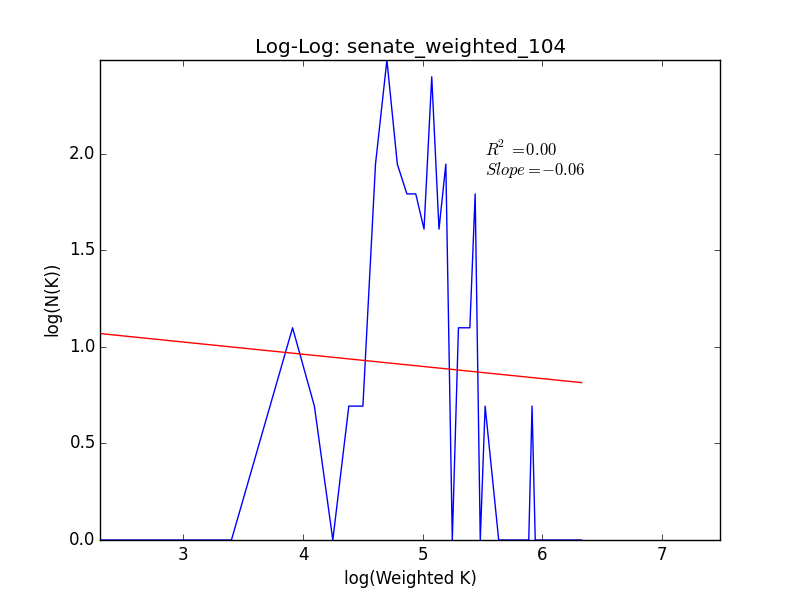 Log-Log: senate_weighted_104
2.0
1.5
1.0
0.5
0.0
log(N(K))
R² =0.00
Slope=−0.06
3 4 5 6 7
log(Weighted K)